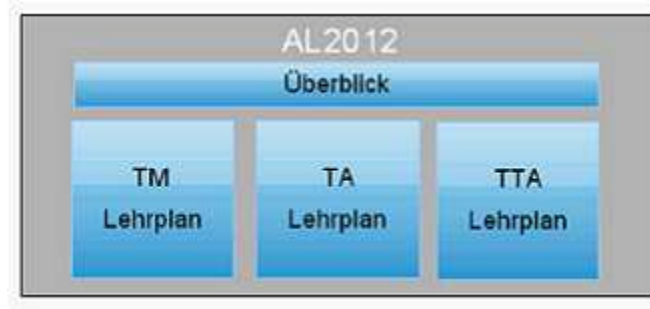 AL2012
Überblick
TM
Lehrplan
TA
Lehrplan
TTA
Lehrplan